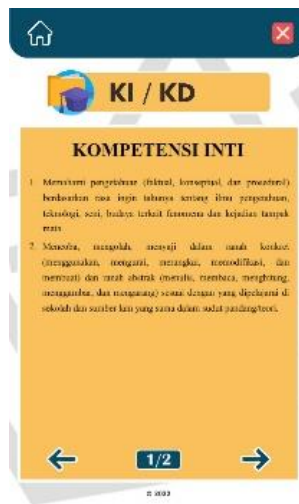 KI / KD
KOMPETENSI INTI
1. Memahami pengetahuan (faktual, konseptual, dan prosedural)
berdasarkan rasa ingin tahunya tentang ilmu pengetahuan,
teknologi, seni, budaya terkait fenomena dan kejadian tampak
mata
2. Mencoba, mengolah, menyaji dalam ranah konkret
(menggunakan, mengurai, merangkai, memodifikasi, dan
membuat) dan ranah abstrak (menulis, membaca, menghitung,
menggambar, dan mengarang) sesuai dengan yang dipelajari di
sekolah dan sumber lain yang sama dalam sudut pandang/teori.
1/2
© 2022